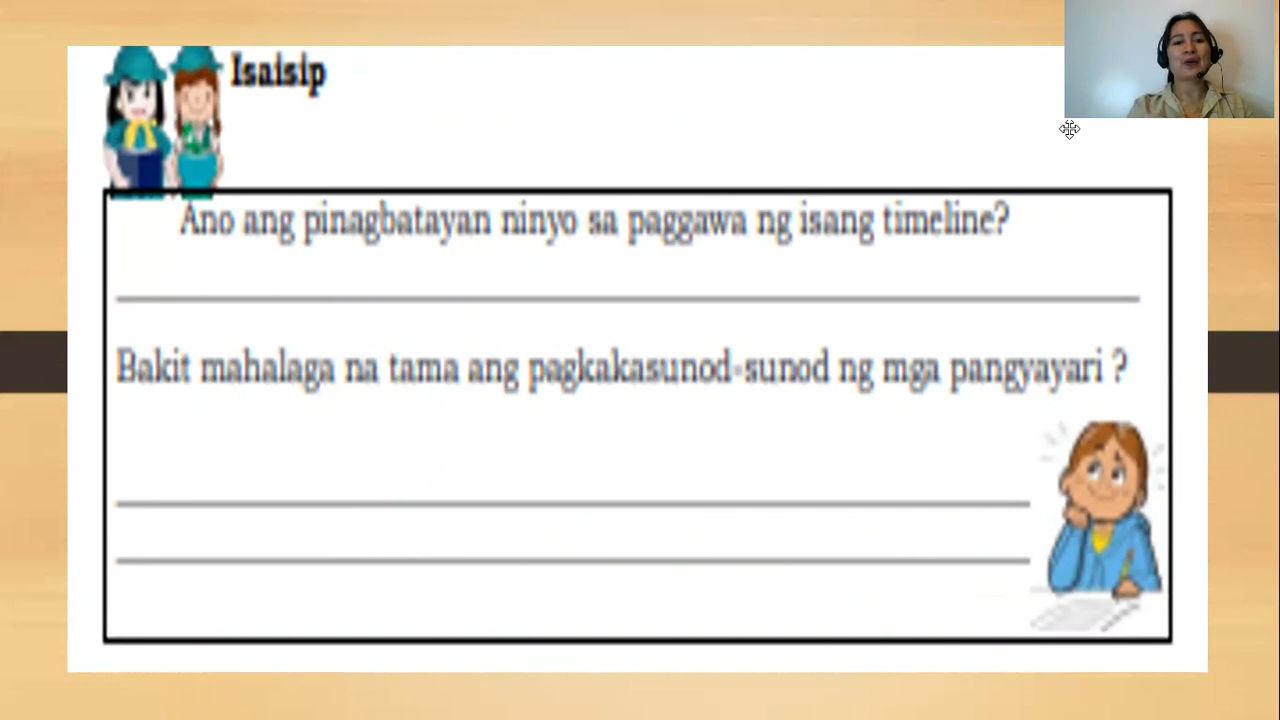 Isaisip
Ano ang pinagbatayan ninyo sa paggawa ng isang timeline?
Bakit mahalaga na tama ang pagkakasunod-sunod ng mga pangyayari ?